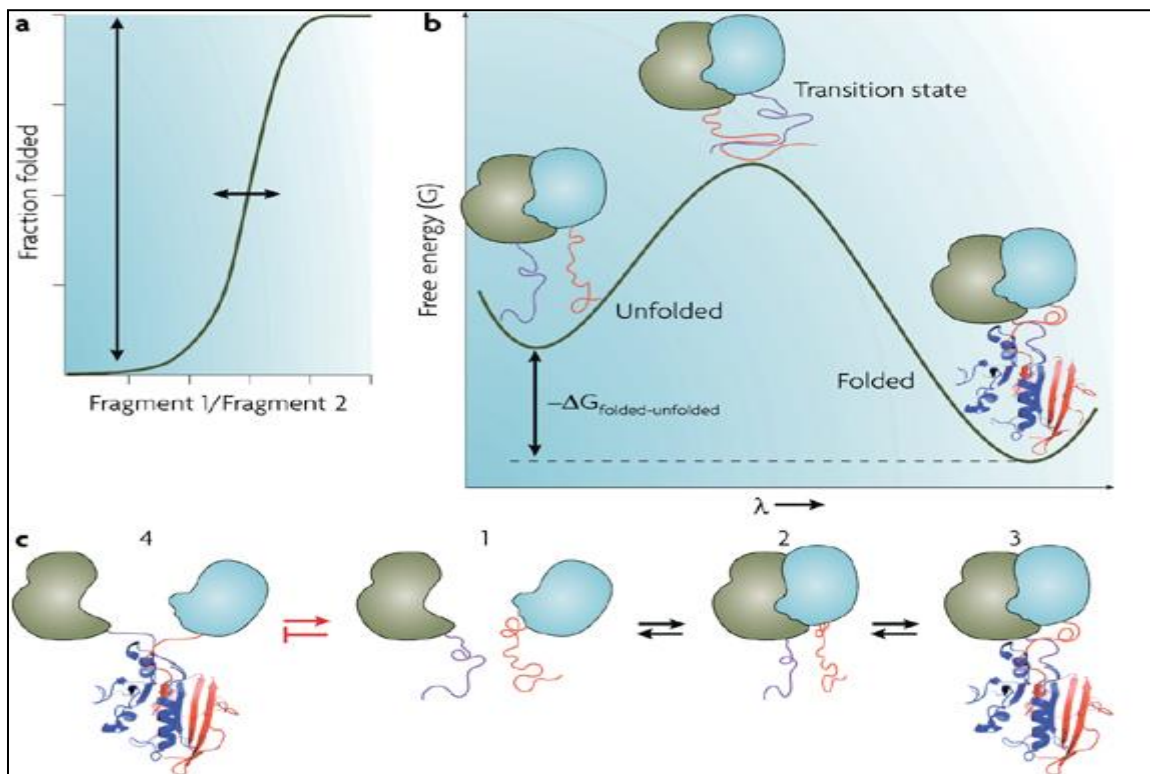 a
Fraction folded
Fragment 1/Fragment 2
b
Free energy (G)
Transition state
Unfolded
Folded
−ΔGfolded-unfolded
λ
c
4
1
2
3